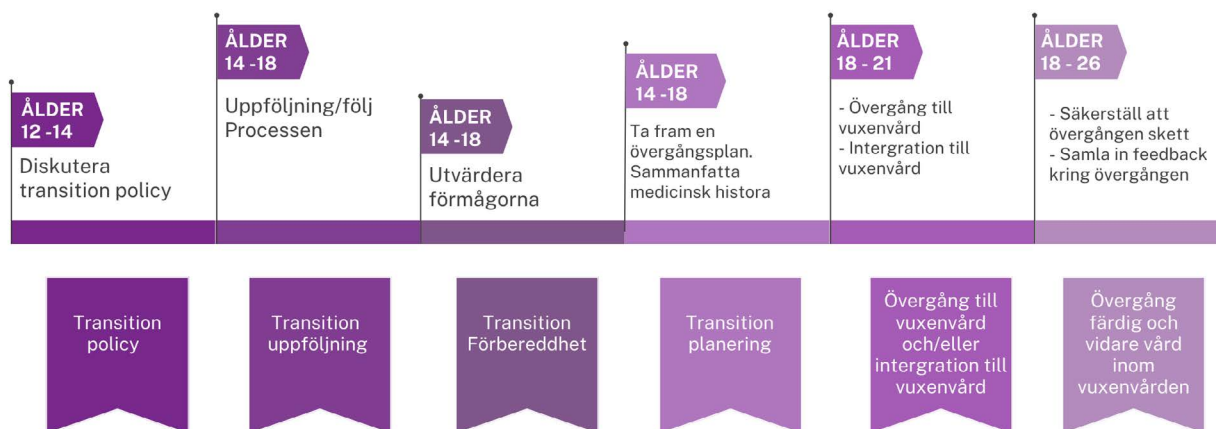 ÅLDER
12 -14
Diskutera
transition policy
ÅLDER
14 -18
Uppföljning/följ
Processen
ÅLDER
14 -18
Utvärdera
förmågorna
ÅLDER
14 -18
Ta fram en
övergångsplan.
Sammanfatta
medicinsk histora
ÅLDER
18 - 21
- Övergång till
vuxenvård
- Intergration till
vuxenvård
ÅLDER
18 - 26
- Säkerställ att
övergången skett
- Samla in feedback
kring övergången
Transition
policy
Transition
uppföljning
Transition
Förbereddhet
Transition
planering
Övergång till
vuxenvård
och/eller
intergration till
vuxenvård
Övergång
färdig och
vidare vård
inom
vuxenvården